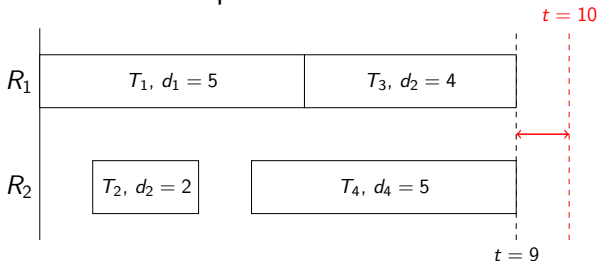 t = 10
R₁ T₁, d₁ = 5 T₃, d₂ = 4
R₂ T₂, d₂ = 2 T₄, d₄ = 5
t = 9